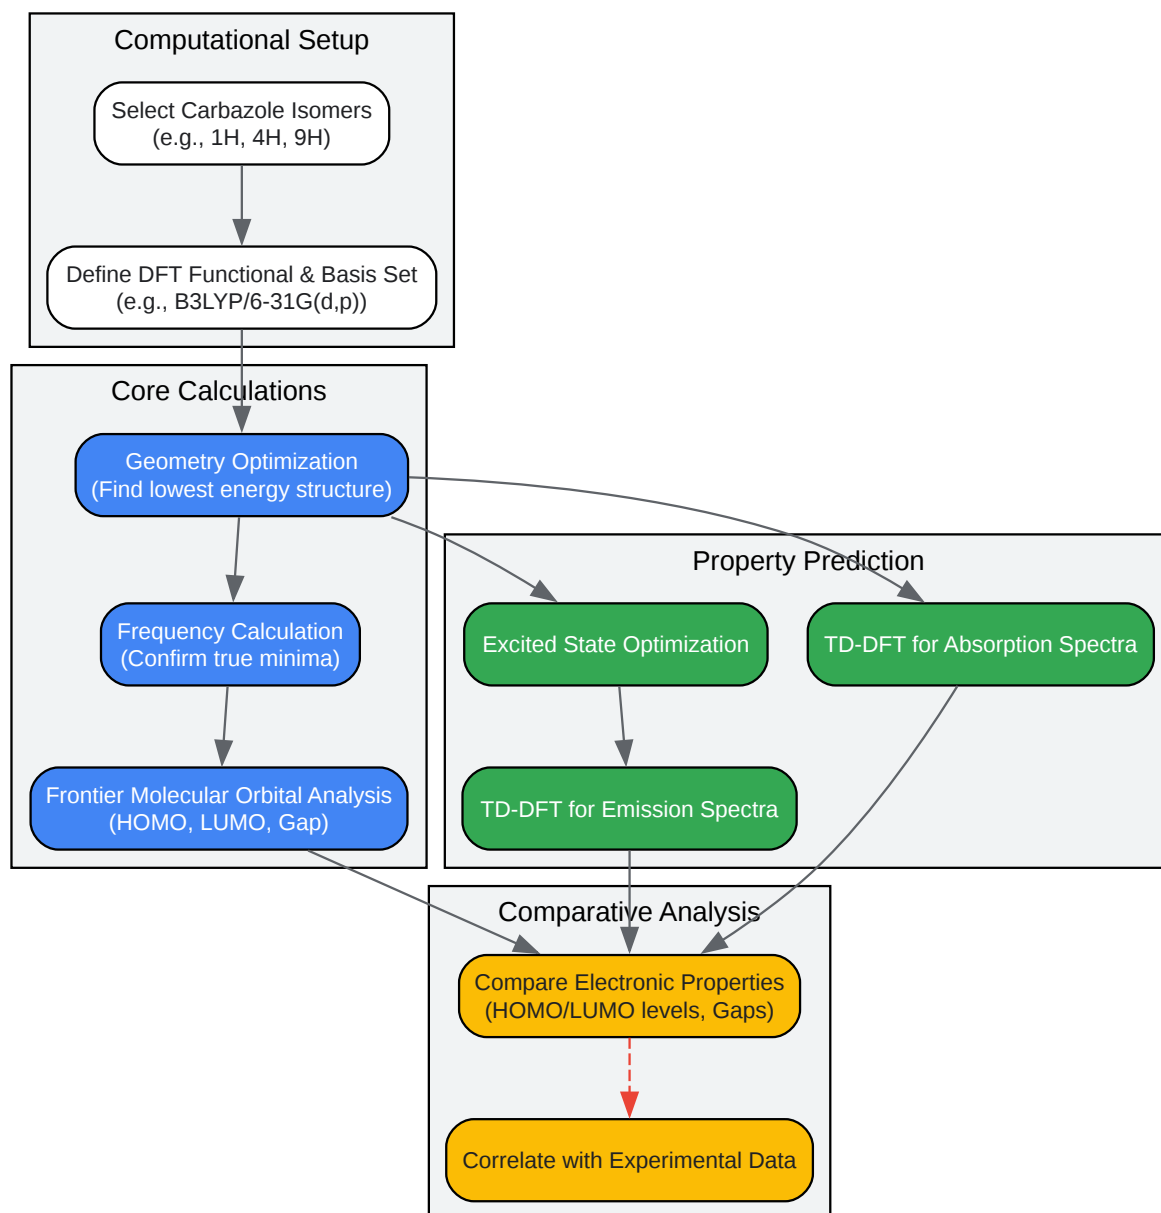 Computational Setup
Select Carbazole Isomers
(e.g., 1H, 4H, 9H)
Define DFT Functional & Basis Set
(e.g., B3LYP/6-31G(d,p))
Core Calculations
Geometry Optimization
(Find lowest energy structure)
Frequency Calculation
(Confirm true minima)
Frontier Molecular Orbital Analysis
(HOMO, LUMO, Gap)
Property Prediction
Excited State Optimization
TD-DFT for Absorption Spectra
TD-DFT for Emission Spectra
Comparative Analysis
Compare Electronic Properties
(HOMO/LUMO levels, Gaps)
Correlate with Experimental Data